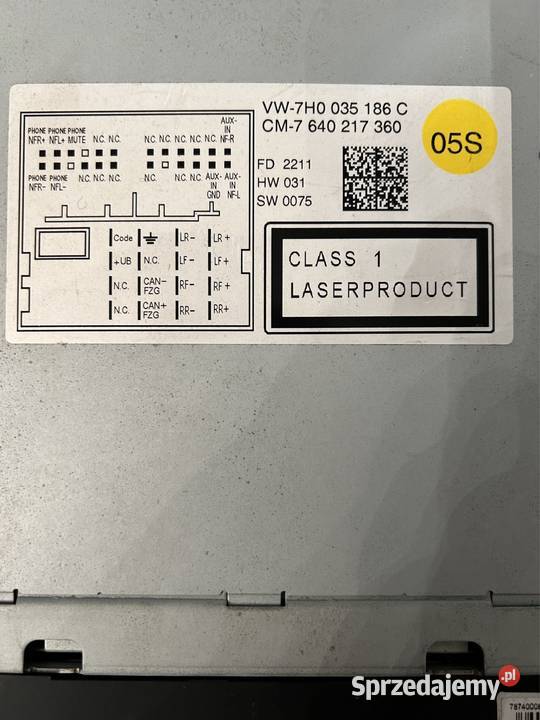 VW-7H0 035 186 C
CM-7 640 217 360
05S
FD 2211
HW 031
SW 0075
PHONE PHONE PHONE
NFR+ NFL+ MUTE N.C. N.C.
N.C. N.C. N.C. N.C. AUX-IN NF-R
PHONE PHONE
NFR- NFL-
N.C. N.C. N.C. N.C. N.C. N.C. AUX-IN GND AUX-IN NF-L
Code LR- LR+
+UB N.C. LF- LF+
N.C. CAN-FZG RF- RF+
N.C. CAN+FZG RR- RR+
CLASS 1
LASERPRODUCT
Sprzedajemy.pl